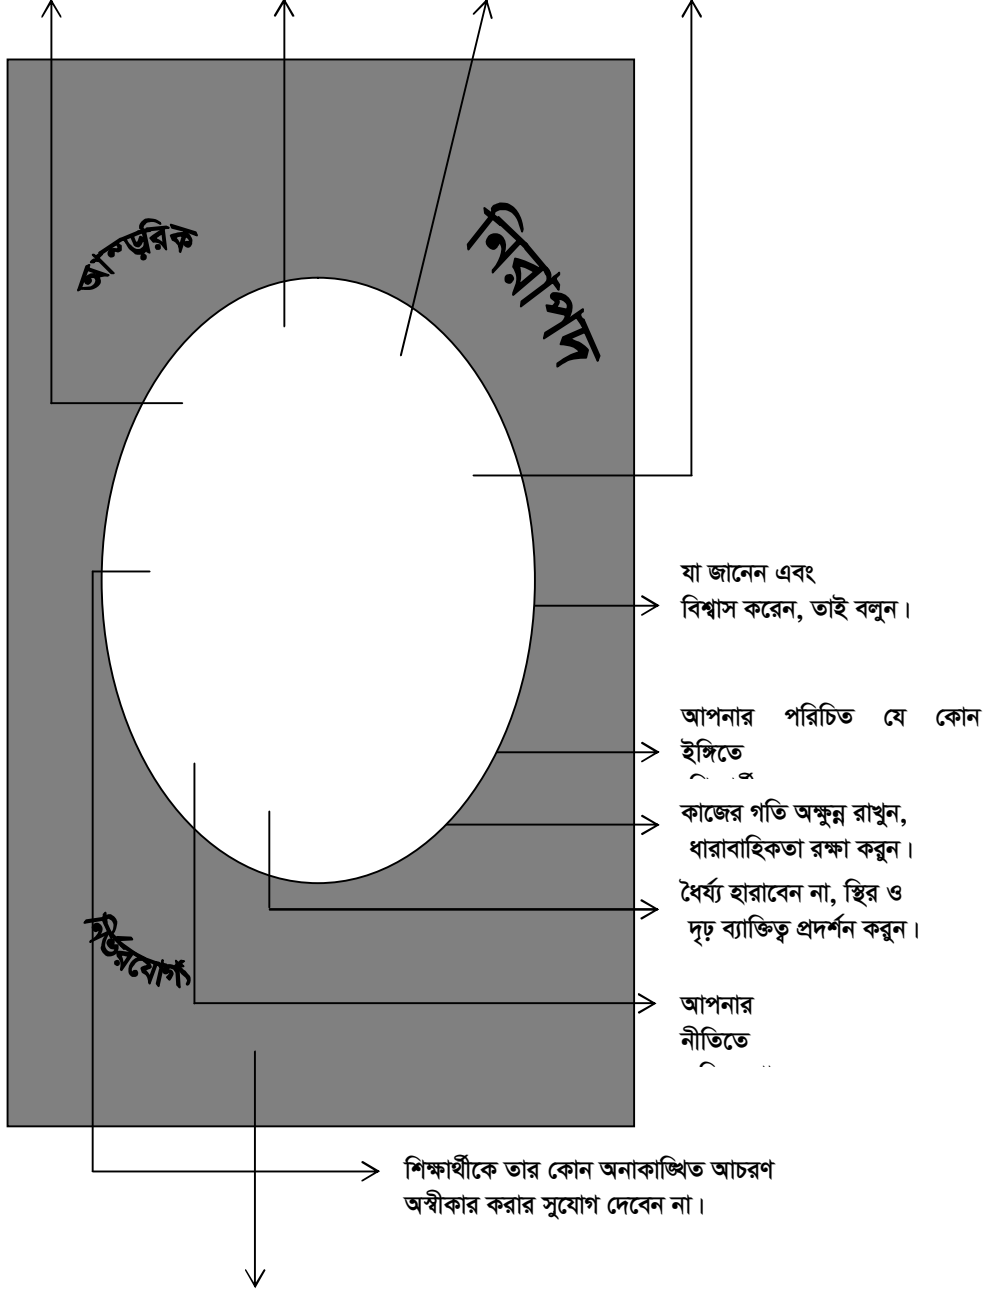 আন্তরিক
নিরাপদ
যা জানেন এবং
বিশ্বাস করেন, তাই বলুন।
আপনার পরিচিত যে কোন
ইঙ্গিতে
কাজের গতি অক্ষুন্ন রাখুন,
ধারাবাহিকতা রক্ষা করুন।
ধৈর্য্য হারাবেন না, স্থির ও
দৃঢ় ব্যাক্তিত্ব প্রদর্শন করুন।
আপনার
নীতিতে
শিক্ষার্থীকে তার কোন অনাকাঙ্খিত আচরণ
অস্বীকার করার সুযোগ দেবেন না।